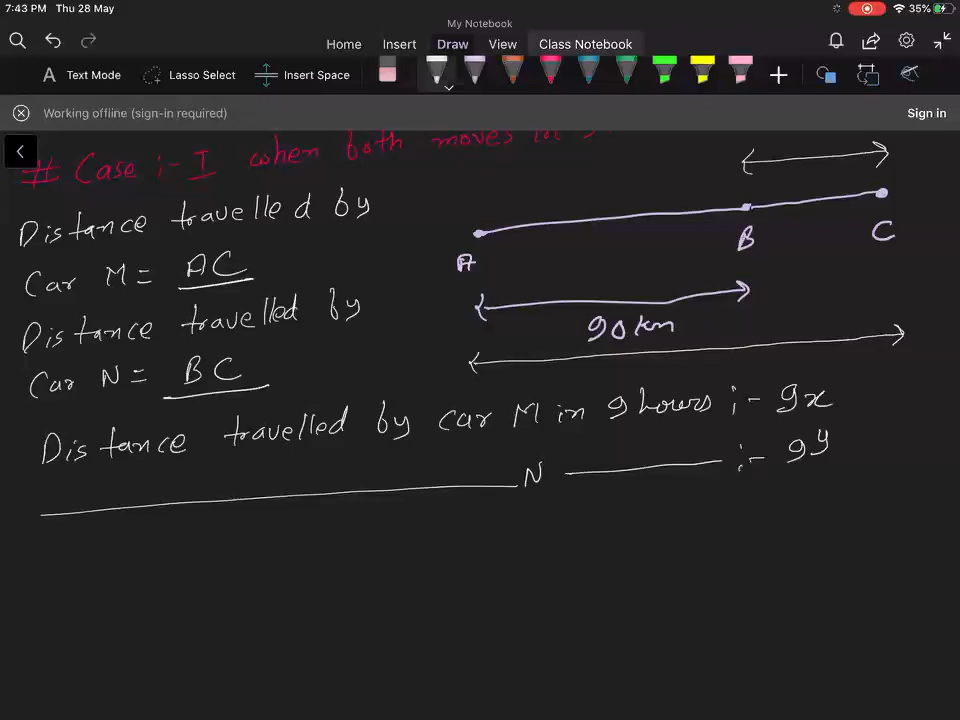 7:43 PM Thu 28 May
35%
My Notebook
Home Insert Draw View Class Notebook
Text Mode Lasso Select Insert Space
Working offline (sign-in required) Sign in
# Case :- I when both moves in
Distance travelled by
Car M = AC
Distance travelled by
Car N = BC
A B C
90 km
Distance travelled by car M in 9 hours :- 9x
N :- 9y